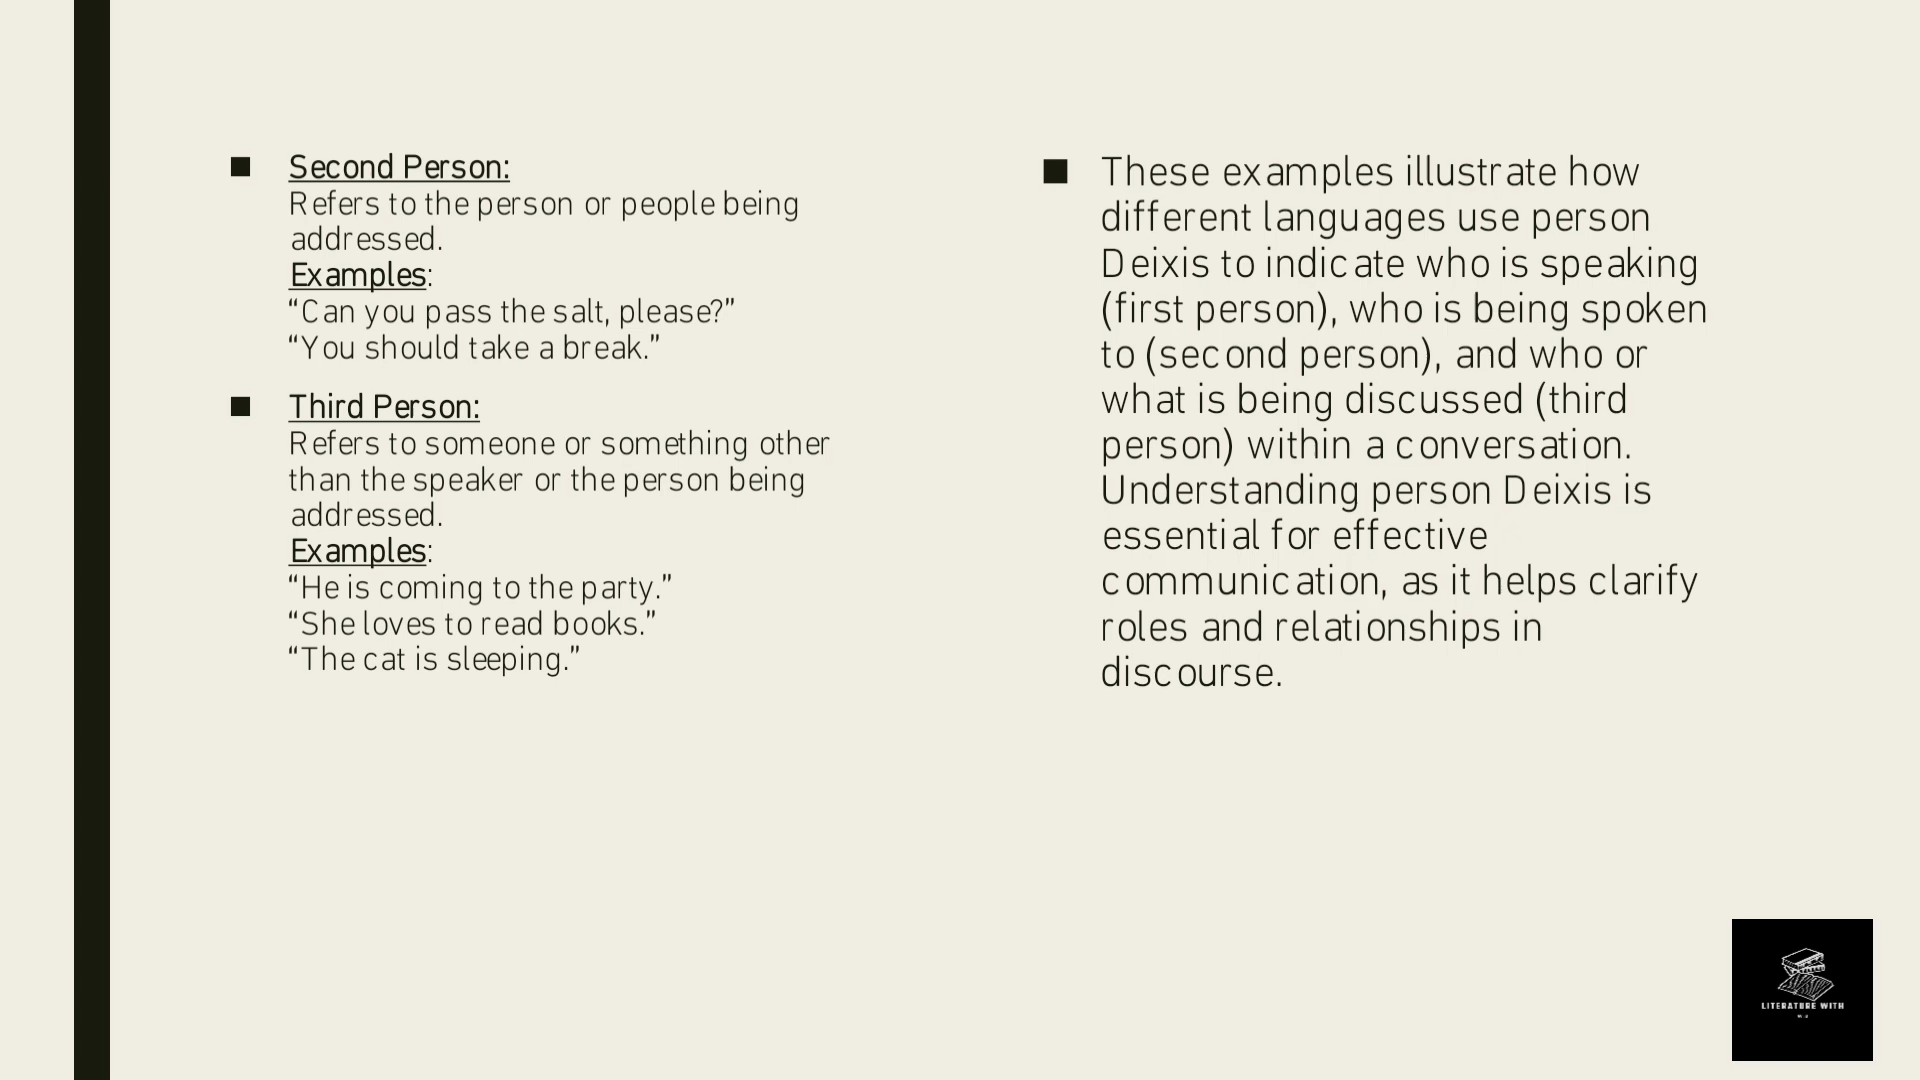 Second Person:
Refers to the person or people being
addressed.
Examples:
“Can you pass the salt, please?”
“You should take a break.”
Third Person:
Refers to someone or something other
than the speaker or the person being
addressed.
Examples:
“He is coming to the party.”
“She loves to read books.”
“The cat is sleeping.”
These examples illustrate how
different languages use person
Deixis to indicate who is speaking
(first person), who is being spoken
to (second person), and who or
what is being discussed (third
person) within a conversation.
Understanding person Deixis is
essential for effective
communication, as it helps clarify
roles and relationships in
discourse.
LITERATURE WITH